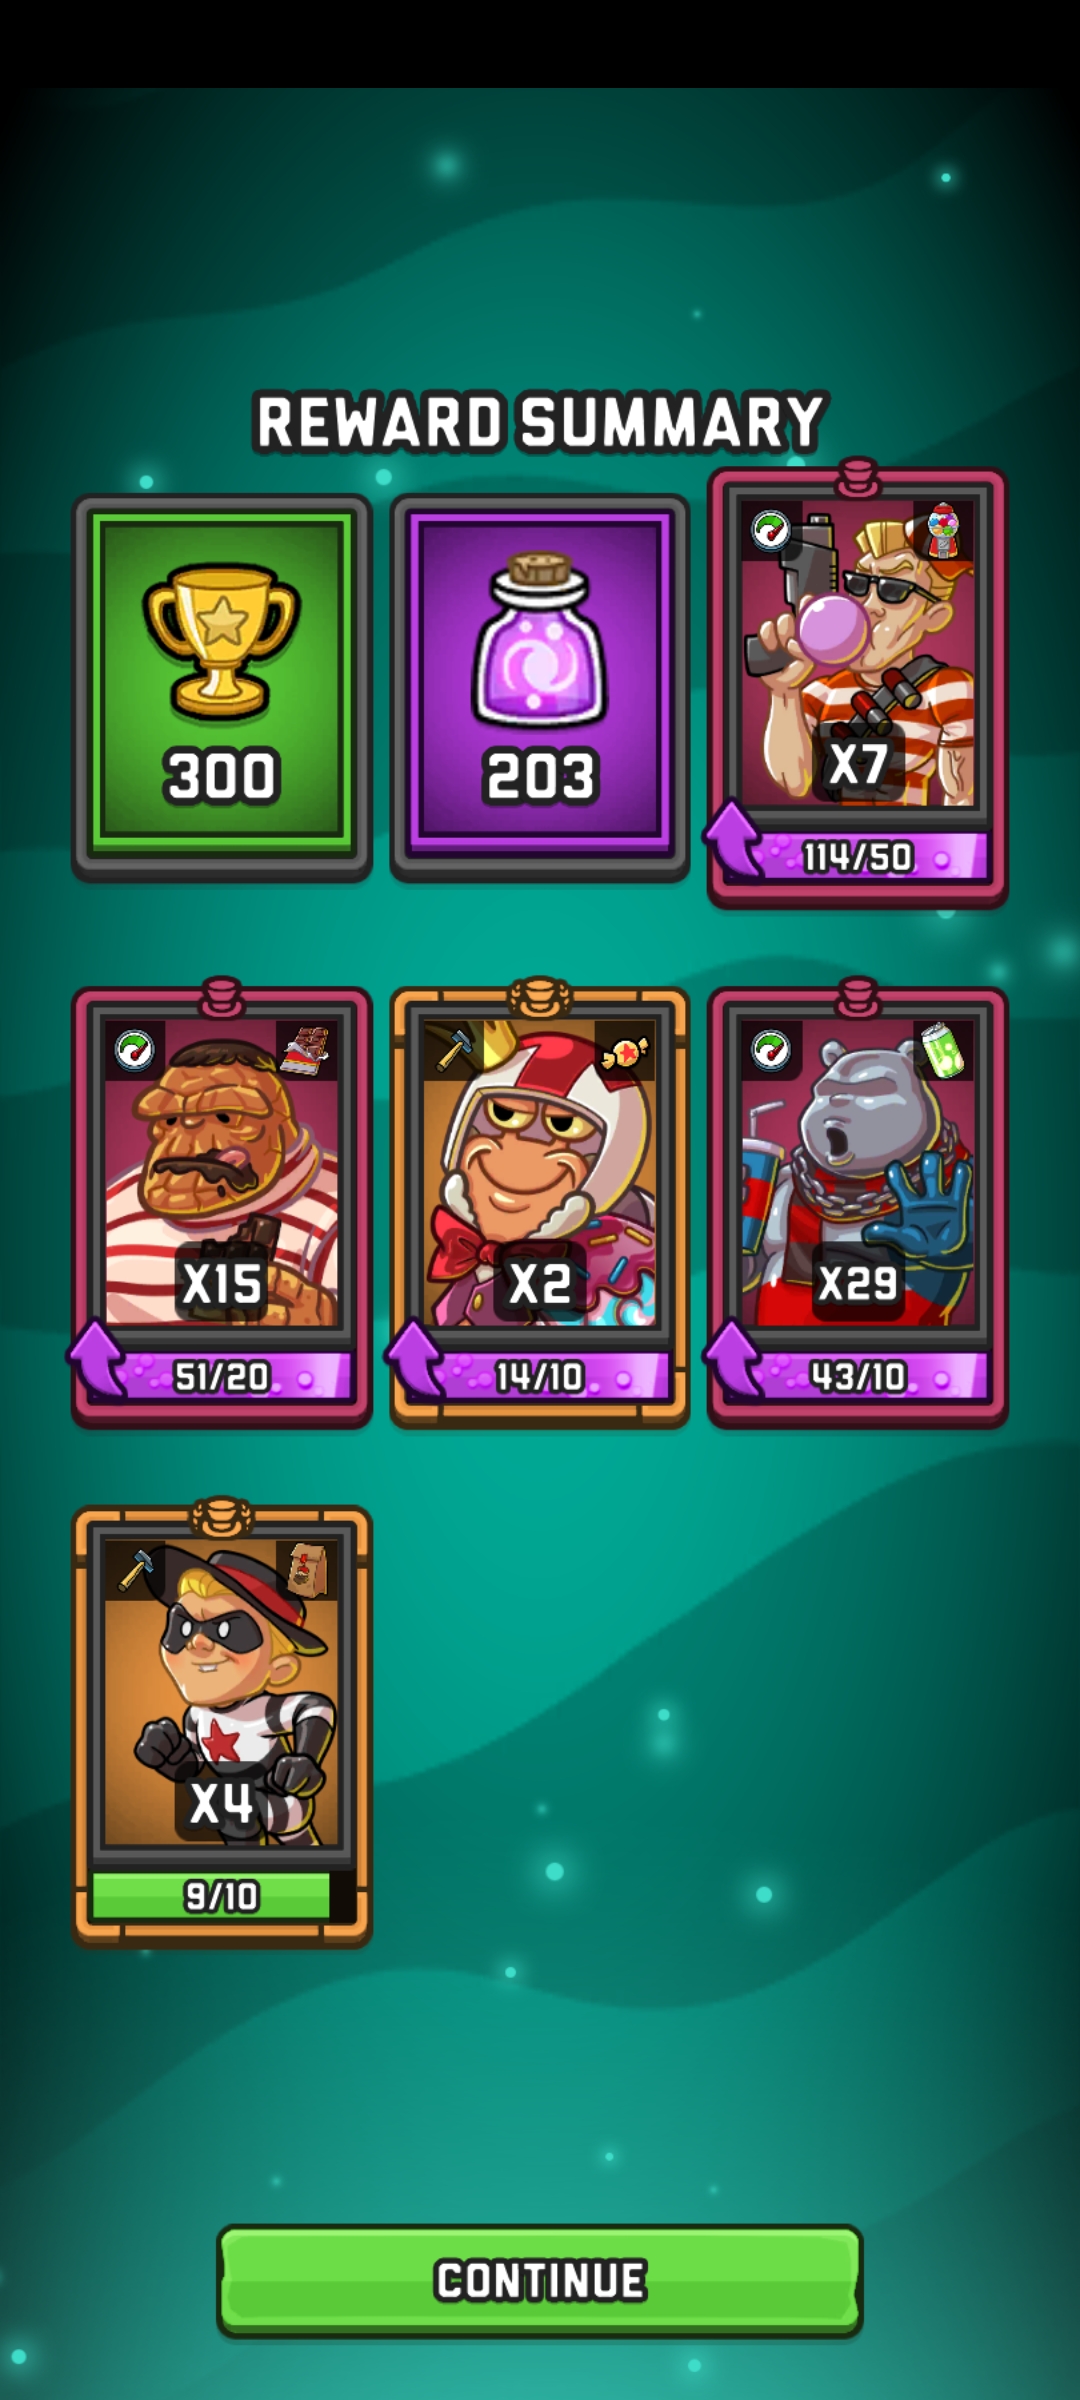 REWARD SUMMARY
300
203
X7
114/50
X15
51/20
X2
14/10
X29
43/10
X4
9/10
CONTINUE